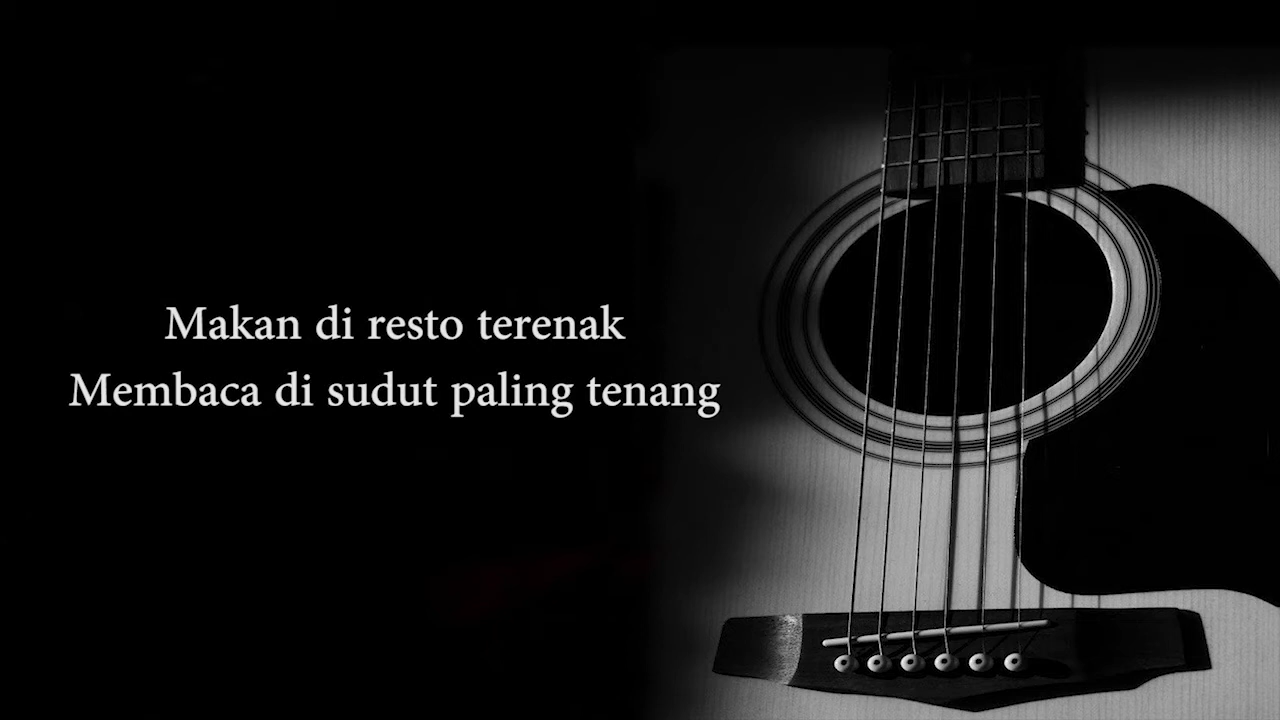 Makan di resto terenak
Membaca di sudut paling tenang